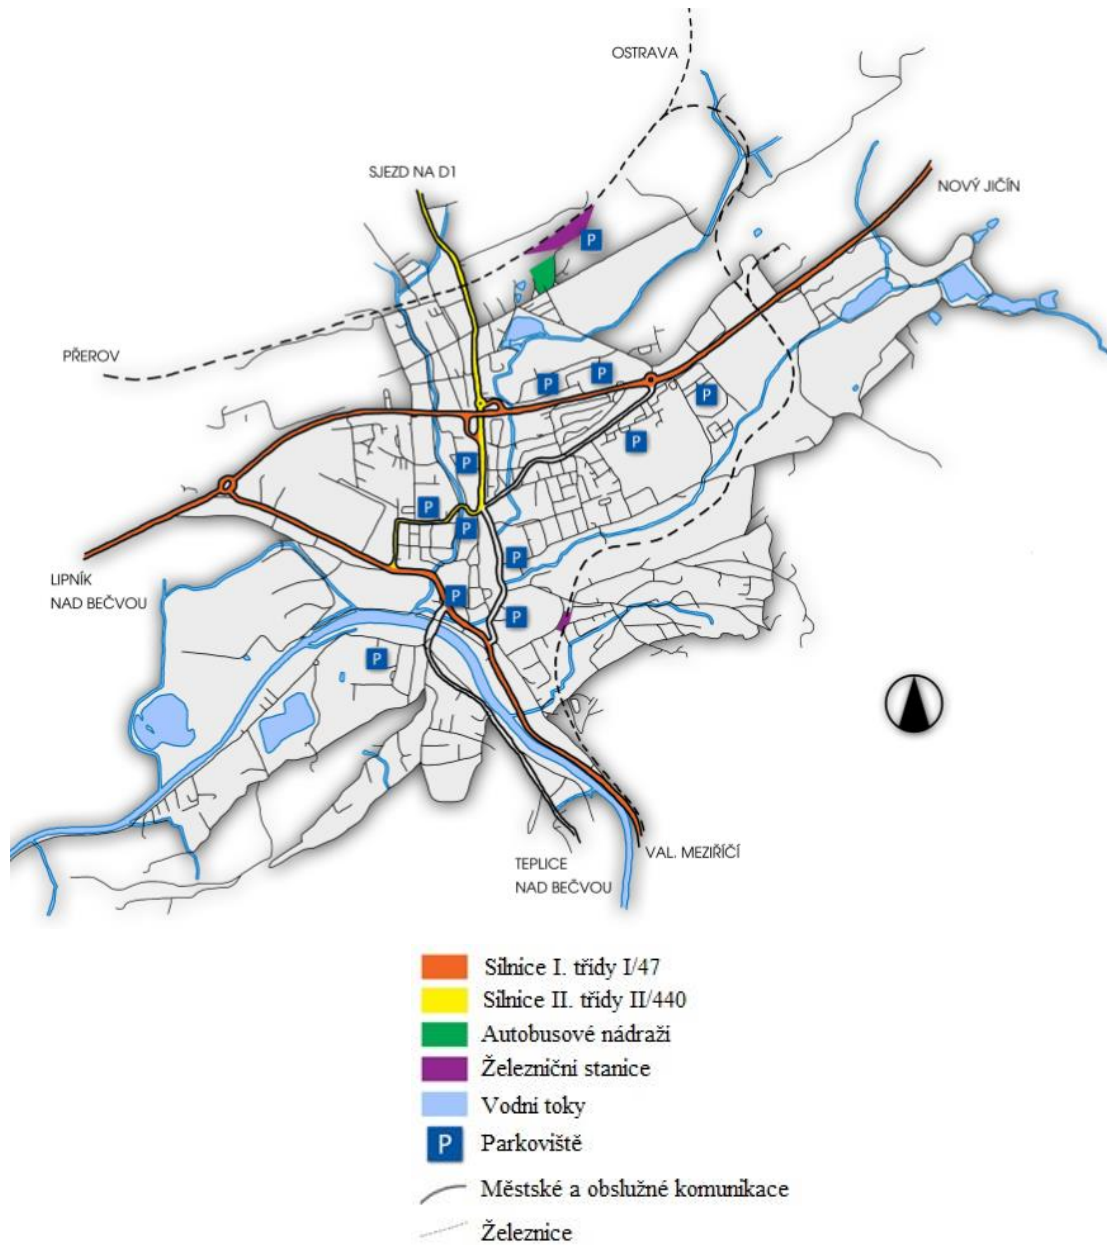 OSTRAVA
SJEZD NA D1
NOVÝ JIČÍN
P
PŘEROV
P
P
P
P
P
P
P
P
LIPNÍK
NAD BEČVOU
P
P
P
TEPLICE
NAD BEČVOU
VAL. MEZIŘÍČÍ
Silnice I. třídy I/47
Silnice II. třídy II/440
Autobusové nádraží
Železniční stanice
Vodní toky
P Parkoviště
Městské a obslužné komunikace
Železnice